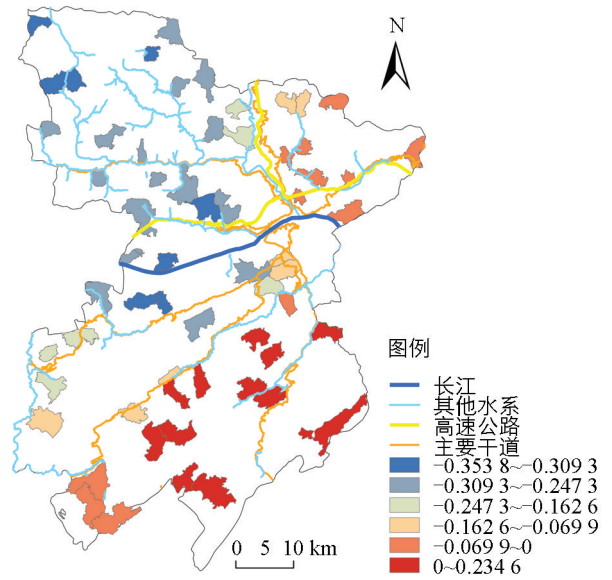 N
图例
长江
其他水系
高速公路
主要干道
-0.353 8~-0.309 3
-0.309 3~-0.247 3
-0.247 3~-0.162 6
-0.162 6~-0.069 9
-0.069 9~0
0~0.234 6
0 5 10 km